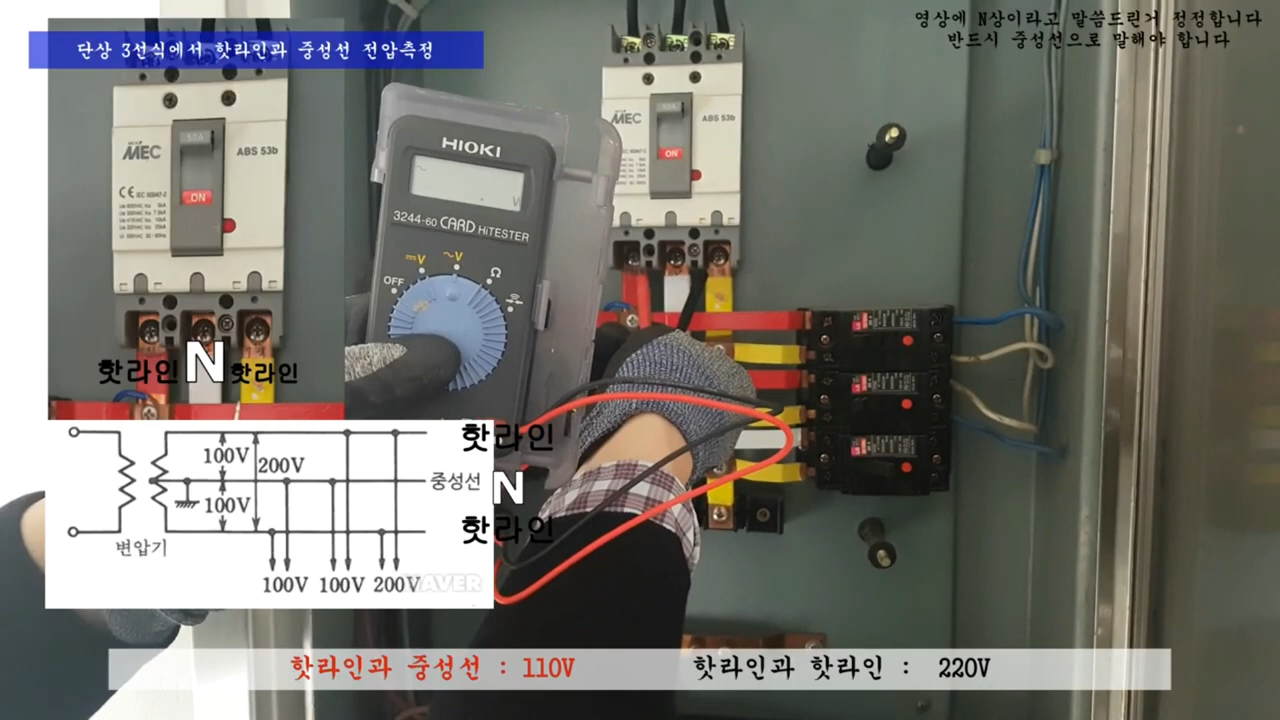 영상에 N상이라고 말씀드린거 정정합니다
반드시 중성선으로 말해야 합니다
단상 3선식에서 핫라인과 중성선 전압측정
50A
MEC
ABS 53b
ON
CE
핫라인 N 핫라인
HIOKI
V
3244-60 CARD HiTESTER
OFF
V
~V
Ω
MEC
ABS 53b
ON
100V
200V
100V
변압기
100V
100V
200V
핫라인
중성선
N
핫라인
NAVER
핫라인과 중성선 : 110V
핫라인과 핫라인 : 220V